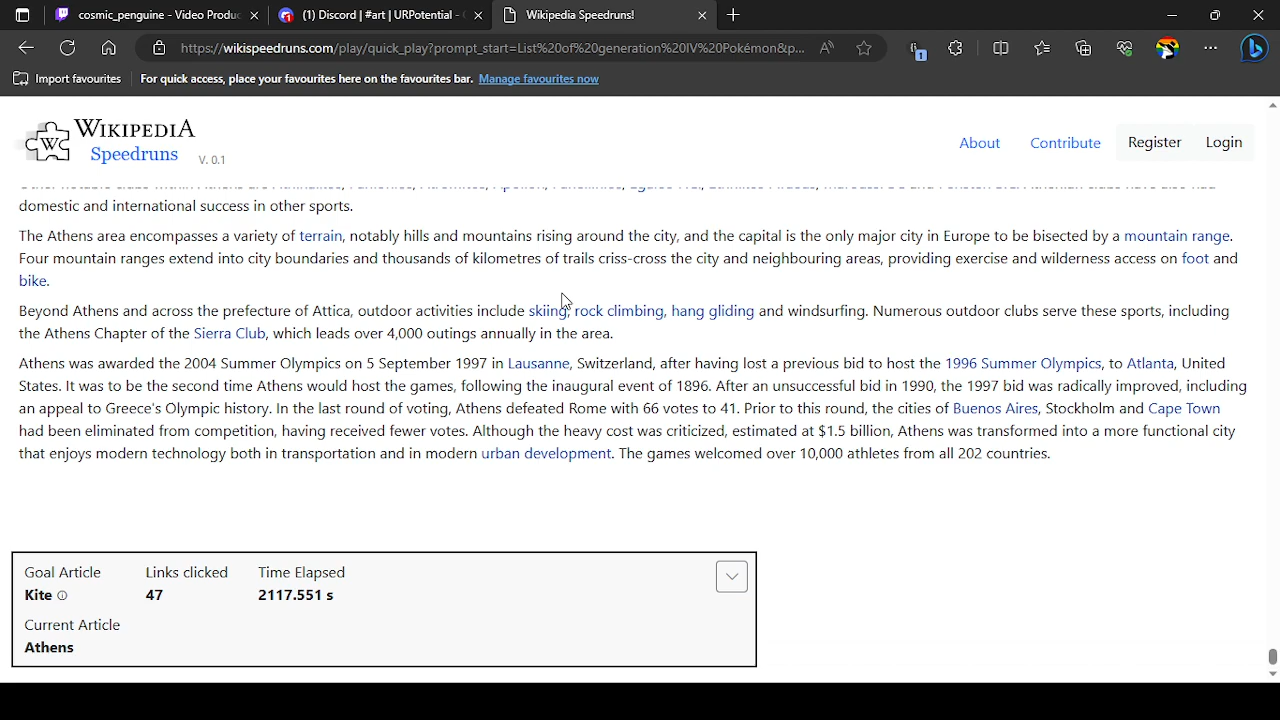 cosmic_penguine - Video Produc
(1) Discord | #art | URPotential -
Wikipedia Speedruns!
https://wikispeedruns.com/play/quick_play?prompt_start=List%20of%20generation%20IV%20Pokémon&p...
1
Import favourites
For quick access, place your favourites here on the favourites bar. Manage favourites now
WIKIPEDIA
Speedruns
V. 0.1
About
Contribute
Register
Login
domestic and international success in other sports.
The Athens area encompasses a variety of terrain, notably hills and mountains rising around the city, and the capital is the only major city in Europe to be bisected by a mountain range.
Four mountain ranges extend into city boundaries and thousands of kilometres of trails criss-cross the city and neighbouring areas, providing exercise and wilderness access on foot and
bike.
Beyond Athens and across the prefecture of Attica, outdoor activities include skiing, rock climbing, hang gliding and windsurfing. Numerous outdoor clubs serve these sports, including
the Athens Chapter of the Sierra Club, which leads over 4,000 outings annually in the area.
Athens was awarded the 2004 Summer Olympics on 5 September 1997 in Lausanne, Switzerland, after having lost a previous bid to host the 1996 Summer Olympics, to Atlanta, United
States. It was to be the second time Athens would host the games, following the inaugural event of 1896. After an unsuccessful bid in 1990, the 1997 bid was radically improved, including
an appeal to Greece's Olympic history. In the last round of voting, Athens defeated Rome with 66 votes to 41. Prior to this round, the cities of Buenos Aires, Stockholm and Cape Town
had been eliminated from competition, having received fewer votes. Although the heavy cost was criticized, estimated at $1.5 billion, Athens was transformed into a more functional city
that enjoys modern technology both in transportation and in modern urban development. The games welcomed over 10,000 athletes from all 202 countries.
Goal Article
Kite
Links clicked
47
Time Elapsed
2117.551 s
Current Article
Athens